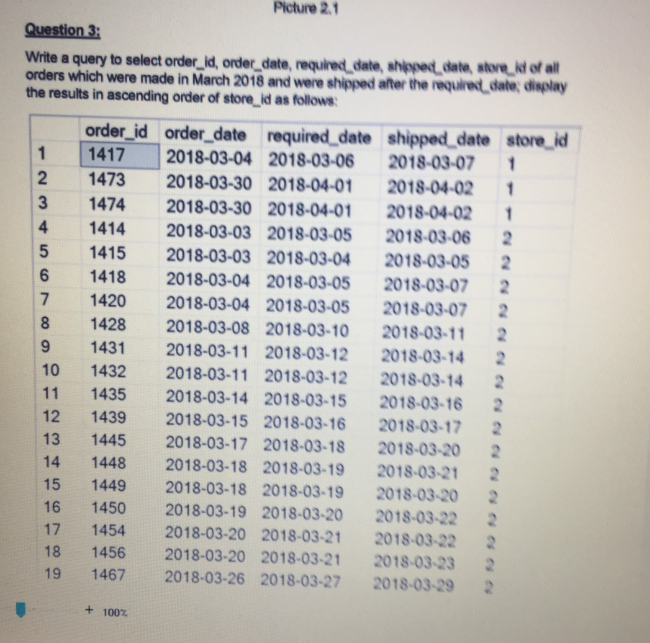 Picture 2.1
Question 3:
Write a query to select order_id, order_date, required_date, shipped_date, store_id of all
orders which were made in March 2018 and were shipped after the required_date; display
the results in ascending order of store_id as follows:
order_id order_date required_date shipped_date store_id
1 1417 2018-03-04 2018-03-06 2018-03-07 1
2 1473 2018-03-30 2018-04-01 2018-04-02 1
3 1474 2018-03-30 2018-04-01 2018-04-02 1
4 1414 2018-03-03 2018-03-05 2018-03-06 2
5 1415 2018-03-03 2018-03-04 2018-03-05 2
6 1418 2018-03-04 2018-03-05 2018-03-07 2
7 1420 2018-03-04 2018-03-05 2018-03-07 2
8 1428 2018-03-08 2018-03-10 2018-03-11 2
9 1431 2018-03-11 2018-03-12 2018-03-14 2
10 1432 2018-03-11 2018-03-12 2018-03-14 2
11 1435 2018-03-14 2018-03-15 2018-03-16 2
12 1439 2018-03-15 2018-03-16 2018-03-17 2
13 1445 2018-03-17 2018-03-18 2018-03-20 2
14 1448 2018-03-18 2018-03-19 2018-03-21 2
15 1449 2018-03-18 2018-03-19 2018-03-20 2
16 1450 2018-03-19 2018-03-20 2018-03-22 2
17 1454 2018-03-20 2018-03-21 2018-03-22 2
18 1456 2018-03-20 2018-03-21 2018-03-23 2
19 1467 2018-03-26 2018-03-27 2018-03-29 2
+ 100%